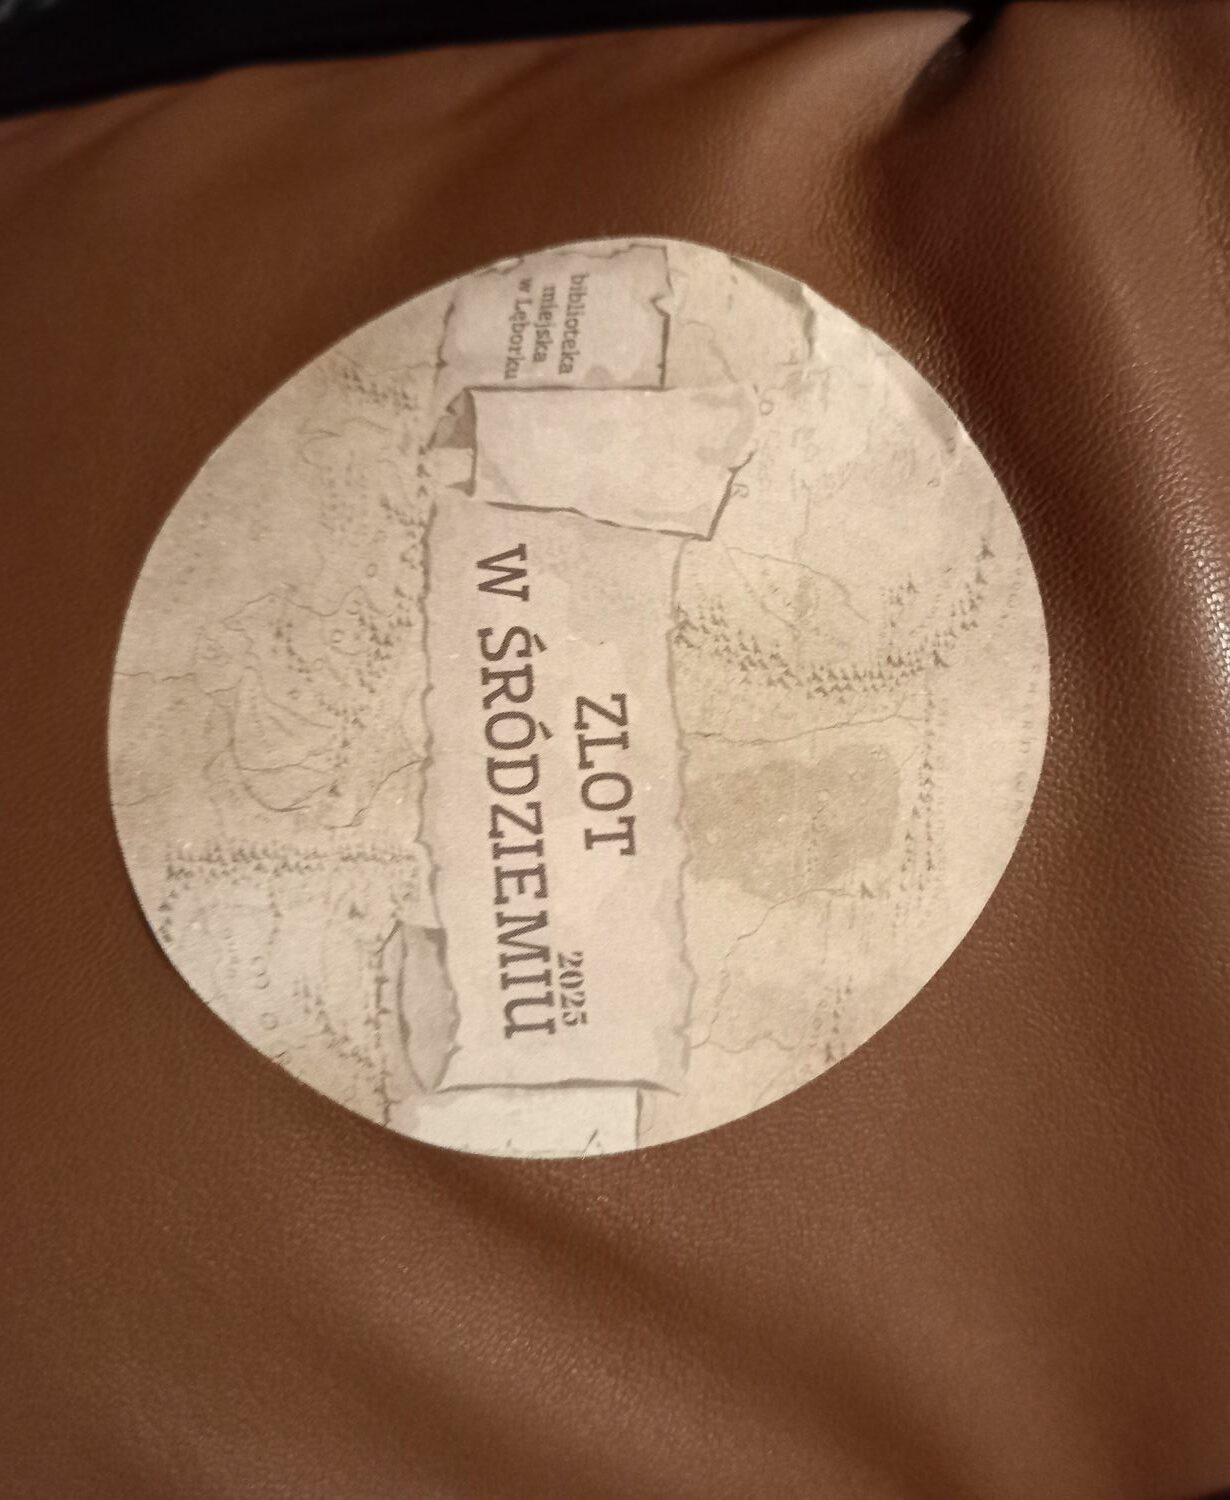 biblioteka
miejska
w Lęborku
ZLOT
2025
W ŚRÓDZIEMIU